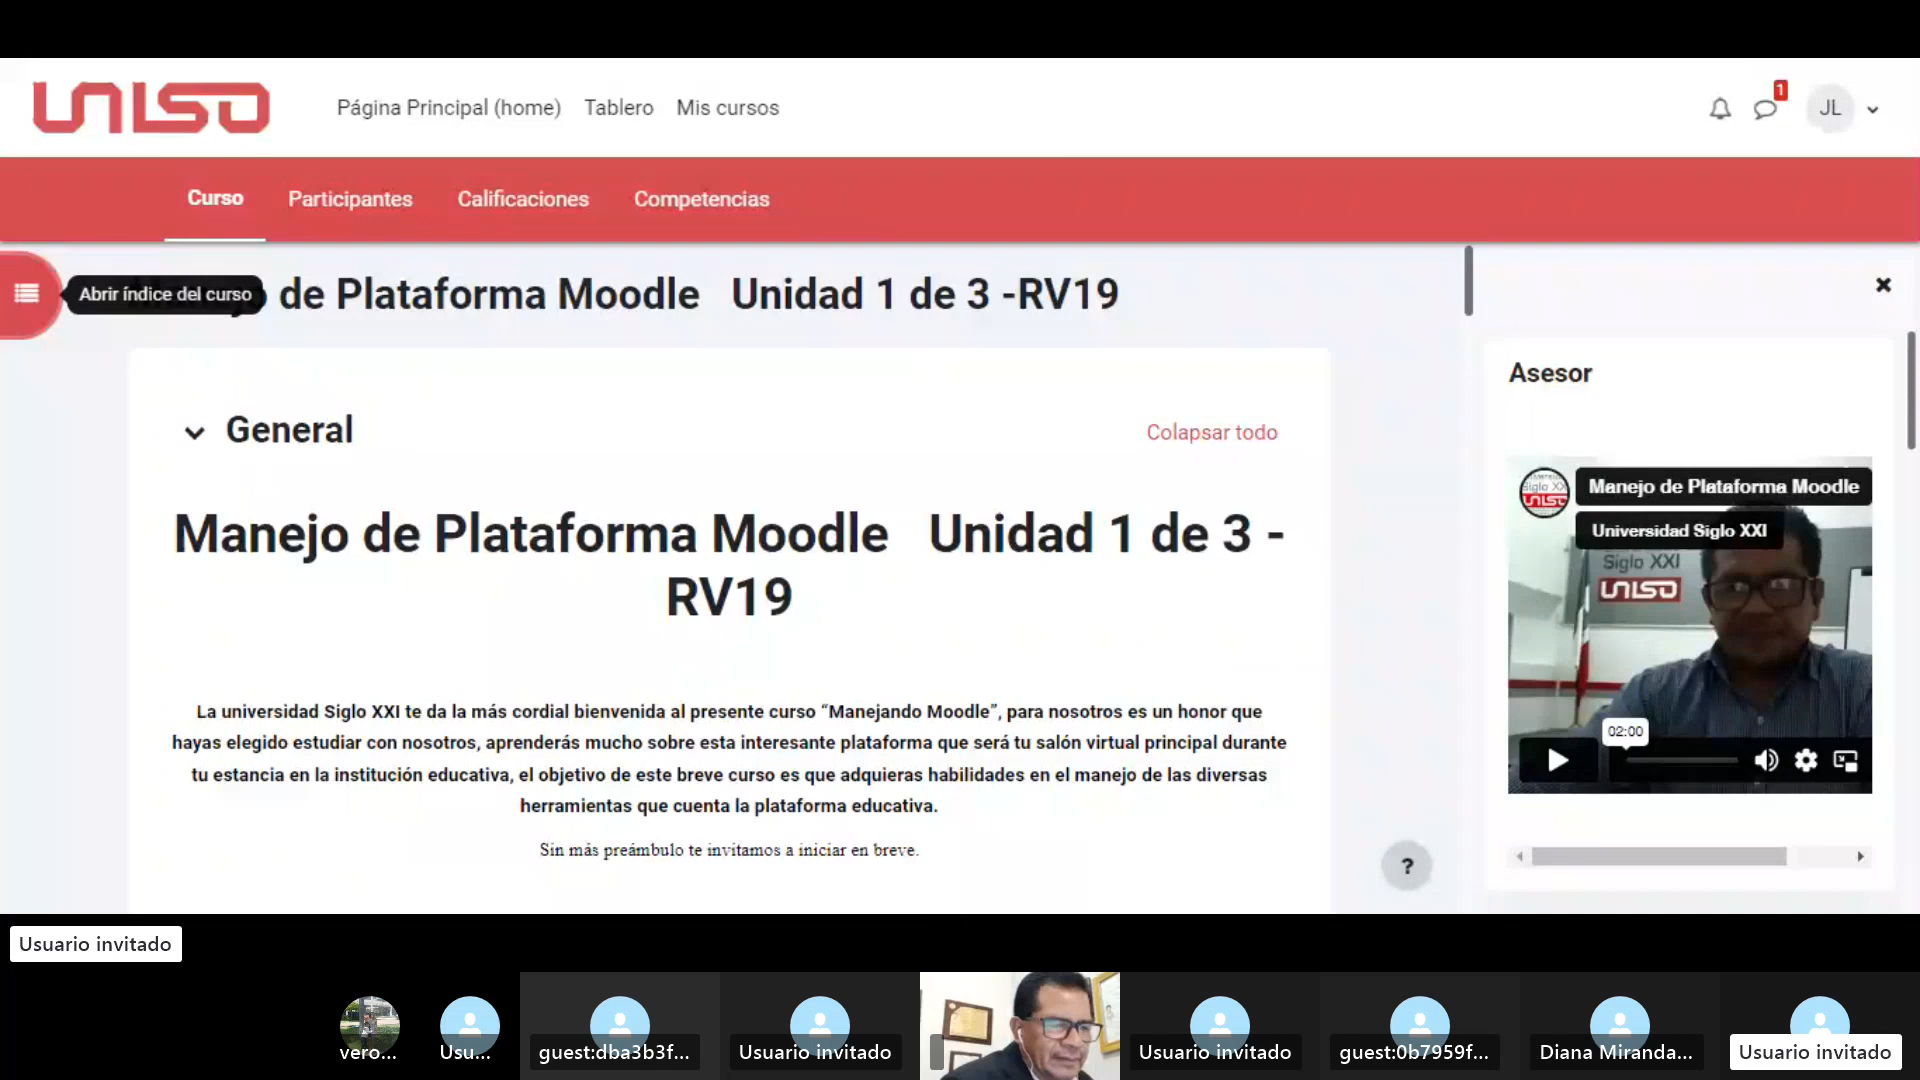 UNISO
Página Principal (home) Tablero Mis cursos
1
JL
Curso Participantes Calificaciones Competencias
Abrir índice del curso
de Plataforma Moodle Unidad 1 de 3 -RV19
General
Colapsar todo
Manejo de Plataforma Moodle Unidad 1 de 3 -
RV19
La universidad Siglo XXI te da la más cordial bienvenida al presente curso “Manejando Moodle”, para nosotros es un honor que
hayas elegido estudiar con nosotros, aprenderás mucho sobre esta interesante plataforma que será tu salón virtual principal durante
tu estancia en la institución educativa, el objetivo de este breve curso es que adquieras habilidades en el manejo de las diversas
herramientas que cuenta la plataforma educativa.
Sin más preámbulo te invitamos a iniciar en breve.
?
Asesor
Siglo XXI
UNISO
Manejo de Plataforma Moodle
Universidad Siglo XXI
Siglo XXI
UNISO
02:00
Usuario invitado
vero...
Usu...
guest:dba3b3f...
Usuario invitado
Usuario invitado
guest:0b7959f...
Diana Miranda...
Usuario invitado